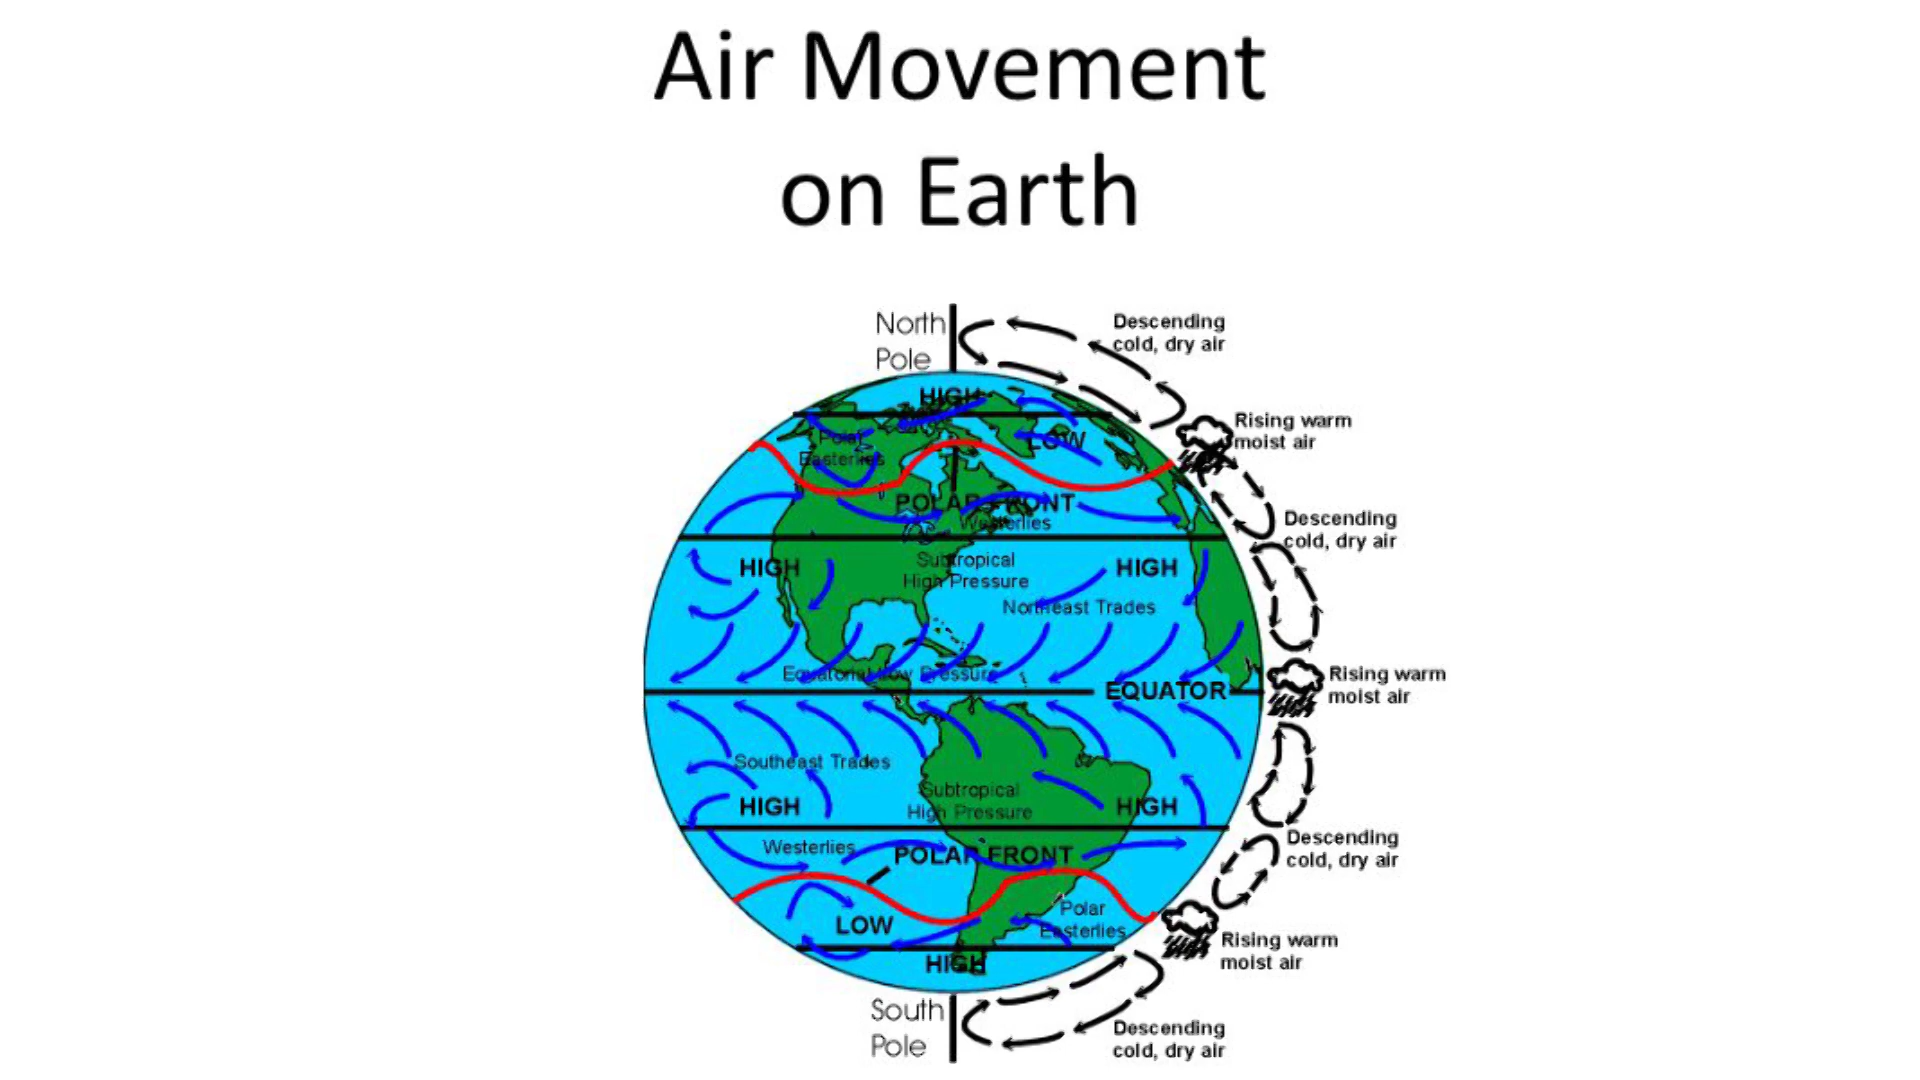 Air Movement
on Earth
North
Pole
Descending
cold, dry air
HIGH
Rising warm
moist air
LOW
Polar
Easterlies
POLAR FRONT
Westerlies
Descending
cold, dry air
HIGH
Subtropical
High Pressure
HIGH
Northeast Trades
Equatorial Low Pressure
EQUATOR
Rising warm
moist air
Southeast Trades
HIGH
Subtropical
High Pressure
HIGH
Westerlies
POLAR FRONT
Descending
cold, dry air
LOW
Polar
Easterlies
Rising warm
moist air
HIGH
South
Pole
Descending
cold, dry air